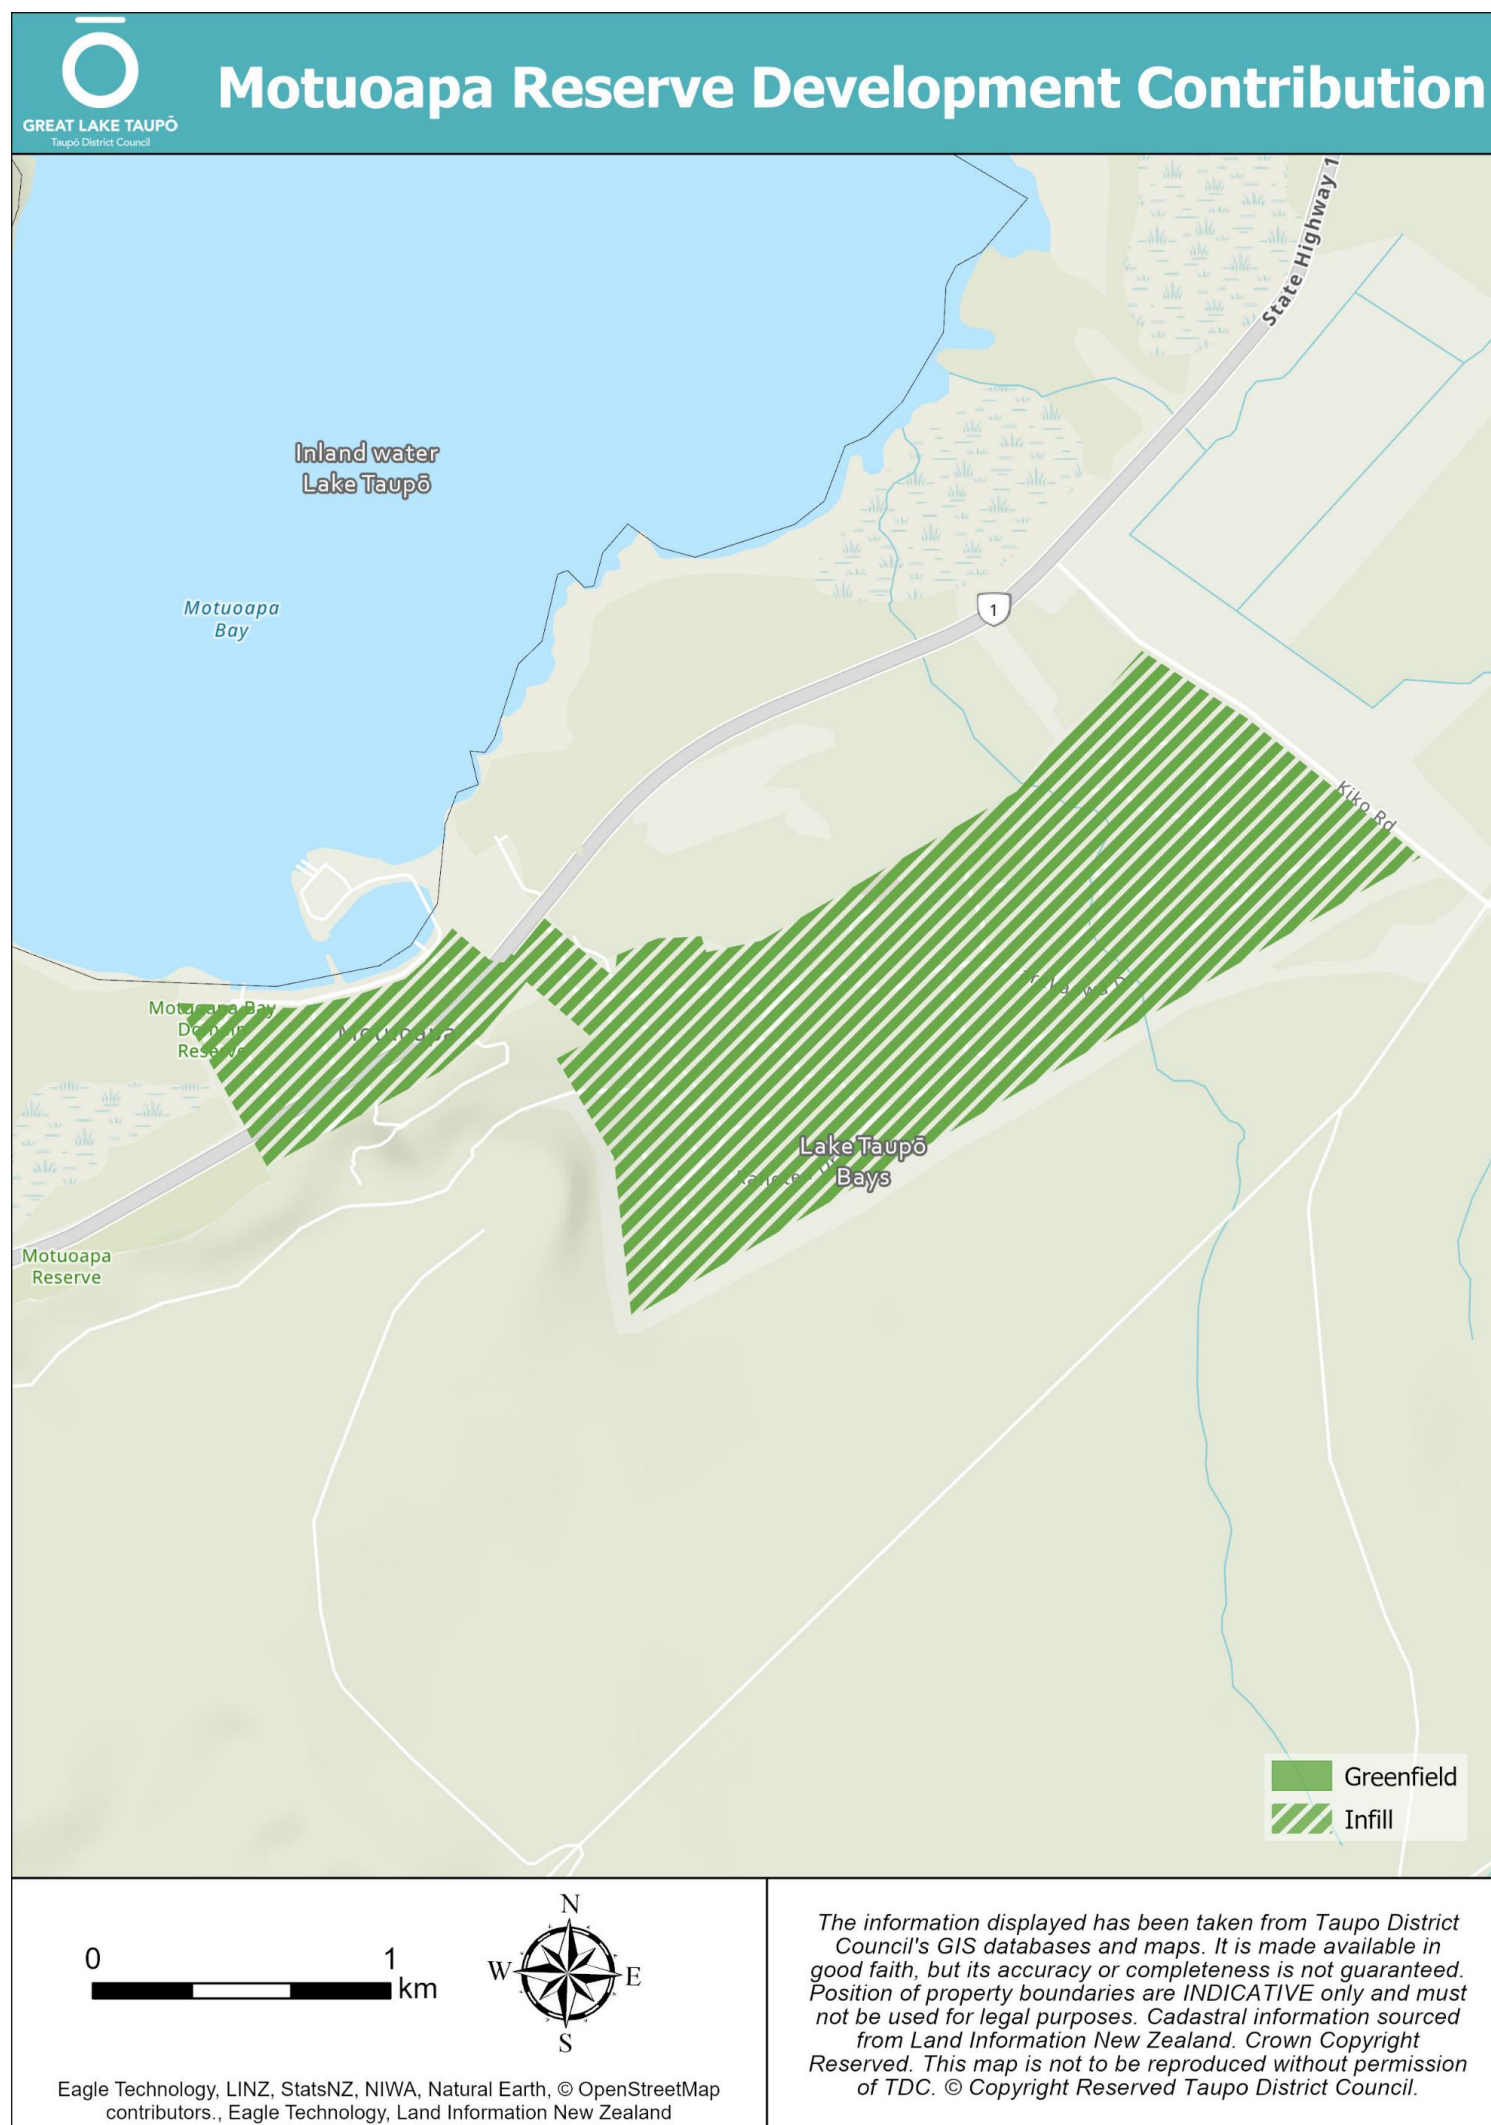 GREAT LAKE TAUPŌ
Taupō District Council
Motuoapa Reserve Development Contribution
State Highway 1
Inland water
Lake Taupō
Motuoapa
Bay
1
Kiko Rd
Motuoapa Bay
Domain
Reserve
Motuoapa
Lake Taupō
Bays
Motuoapa
Reserve
Greenfield
Infill
0 1
km
N
W E
S
Eagle Technology, LINZ, StatsNZ, NIWA, Natural Earth, © OpenStreetMap
contributors., Eagle Technology, Land Information New Zealand
The information displayed has been taken from Taupo District
Council's GIS databases and maps. It is made available in
good faith, but its accuracy or completeness is not guaranteed.
Position of property boundaries are INDICATIVE only and must
not be used for legal purposes. Cadastral information sourced
from Land Information New Zealand. Crown Copyright
Reserved. This map is not to be reproduced without permission
of TDC. © Copyright Reserved Taupo District Council.